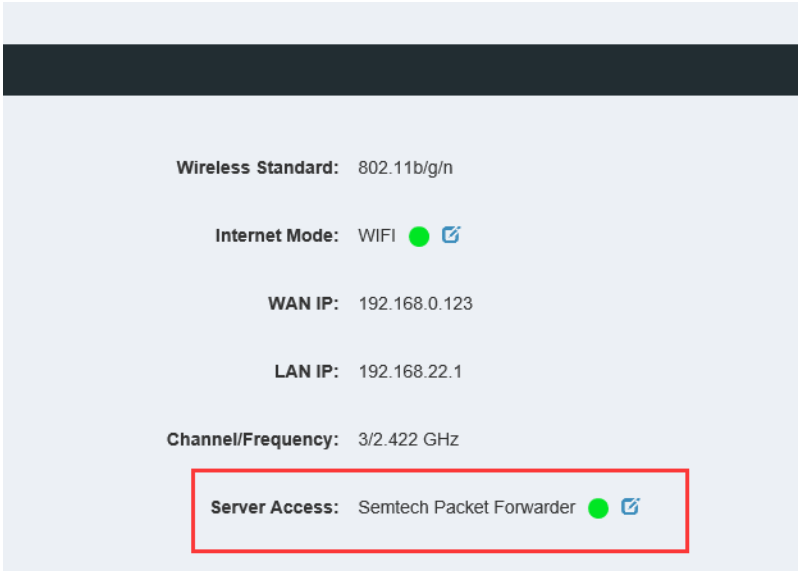 Wireless Standard: 802.11b/g/n
Internet Mode: WIFI
WAN IP: 192.168.0.123
LAN IP: 192.168.22.1
Channel/Frequency: 3/2.422 GHz
Server Access: Semtech Packet Forwarder